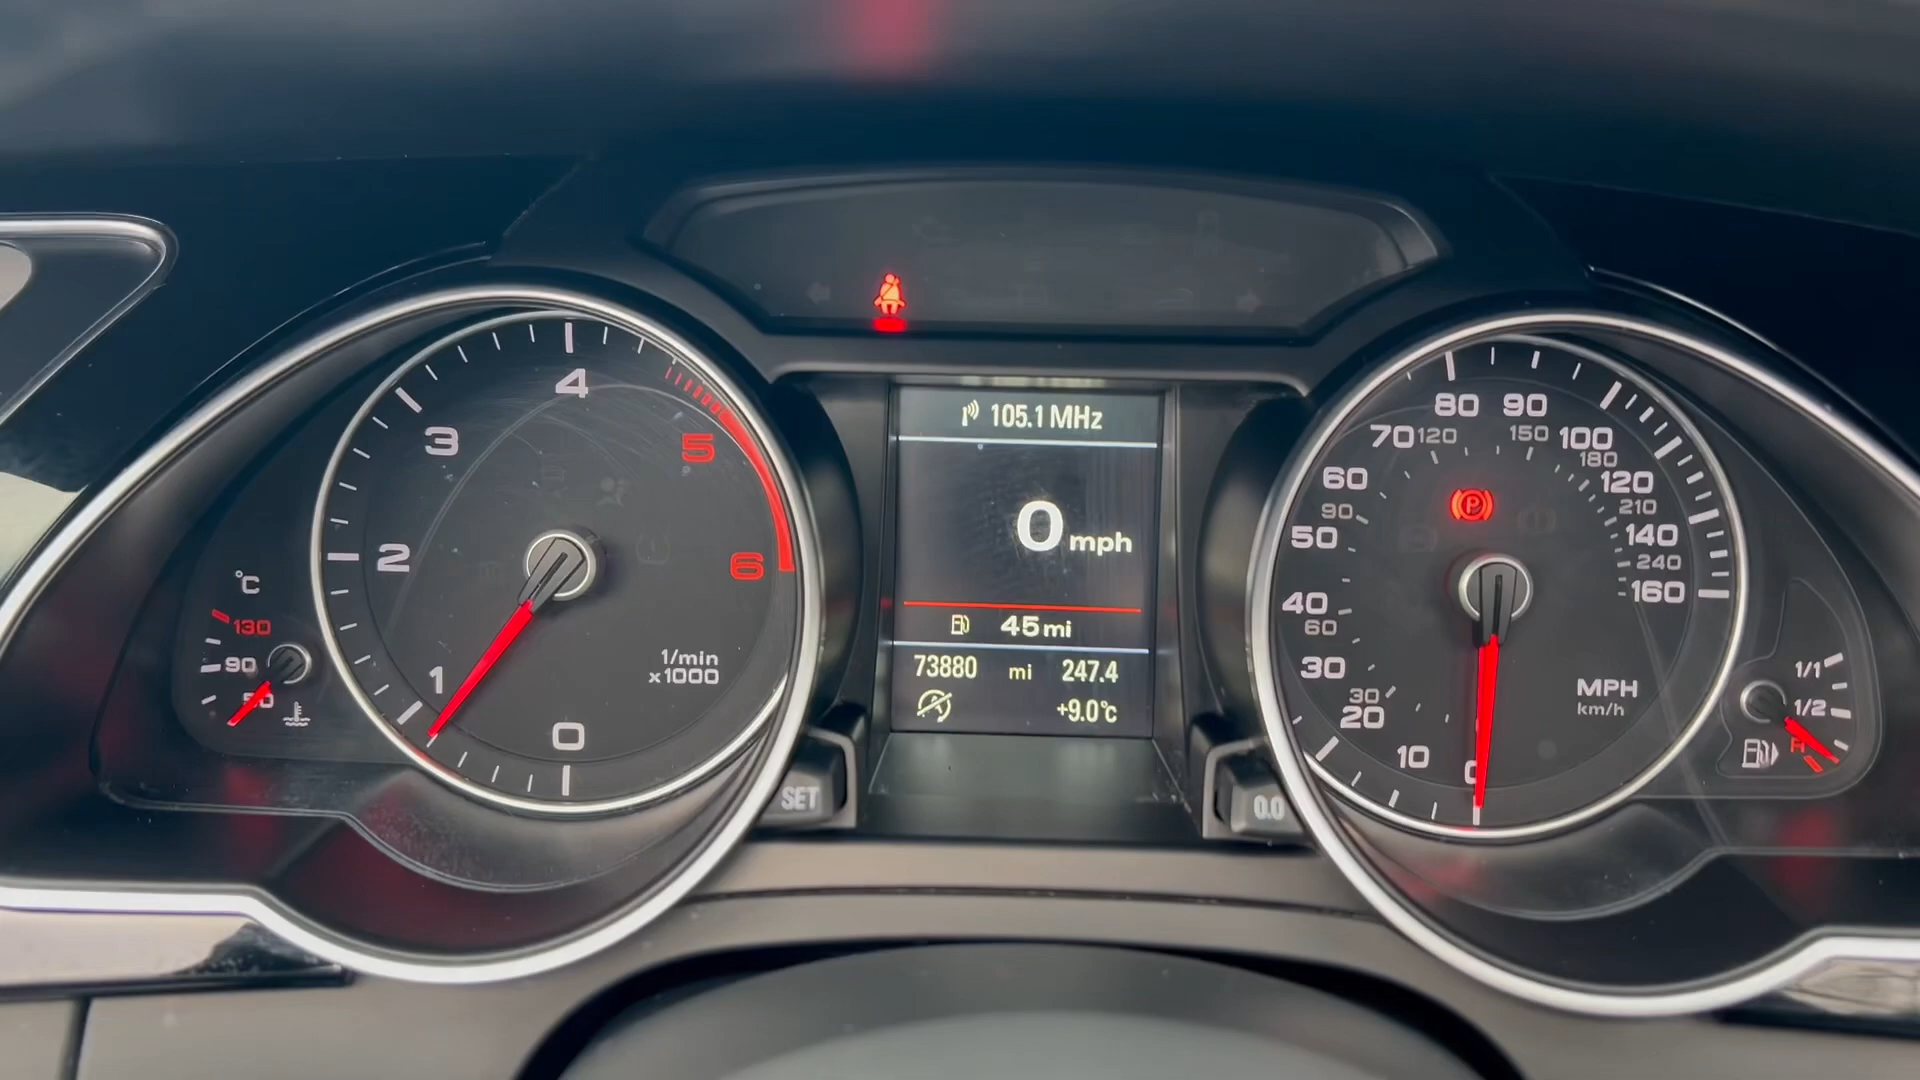 105.1 MHz
0 mph
45 mi
73880 mi 247.4
+9.0°C
°C
130
90
0
1
2
3
4
5
6
1/min
x1000
SET
0
10
20
30
40
50
60
70
80
90
100
120
140
160
30
60
90
120
150
180
210
240
MPH
km/h
P
0.0
1/1
1/2
R